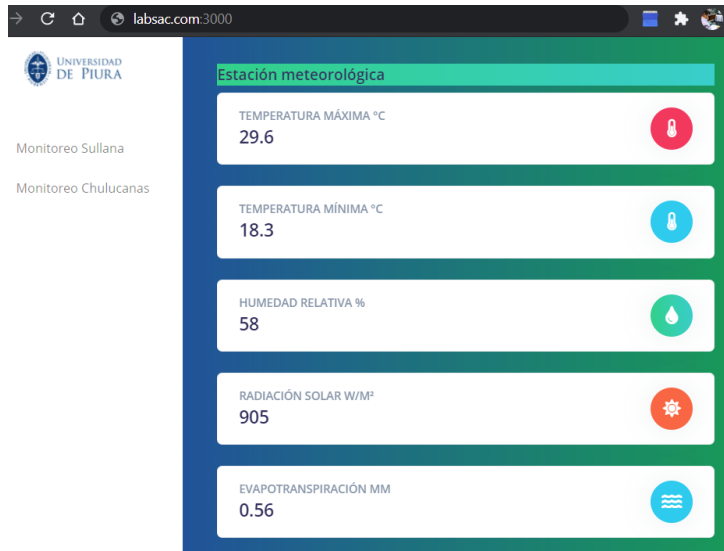 labsac.com:3000
UNIVERSIDAD
DE PIURA
Monitoreo Sullana
Monitoreo Chulucanas
Estación meteorológica
TEMPERATURA MÁXIMA °C
29.6
TEMPERATURA MÍNIMA °C
18.3
HUMEDAD RELATIVA %
58
RADIACIÓN SOLAR W/M²
905
EVAPOTRANSPIRACIÓN MM
0.56